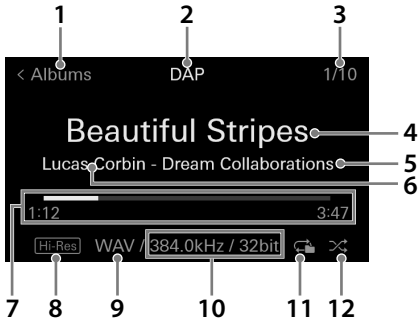 1 2 3
< Albums DAP 1/10
Beautiful Stripes 4
Lucas Corbin - Dream Collaborations 5
6
1:12 3:47
Hi-Res WAV / 384.0kHz / 32bit
7 8 9 10 11 12